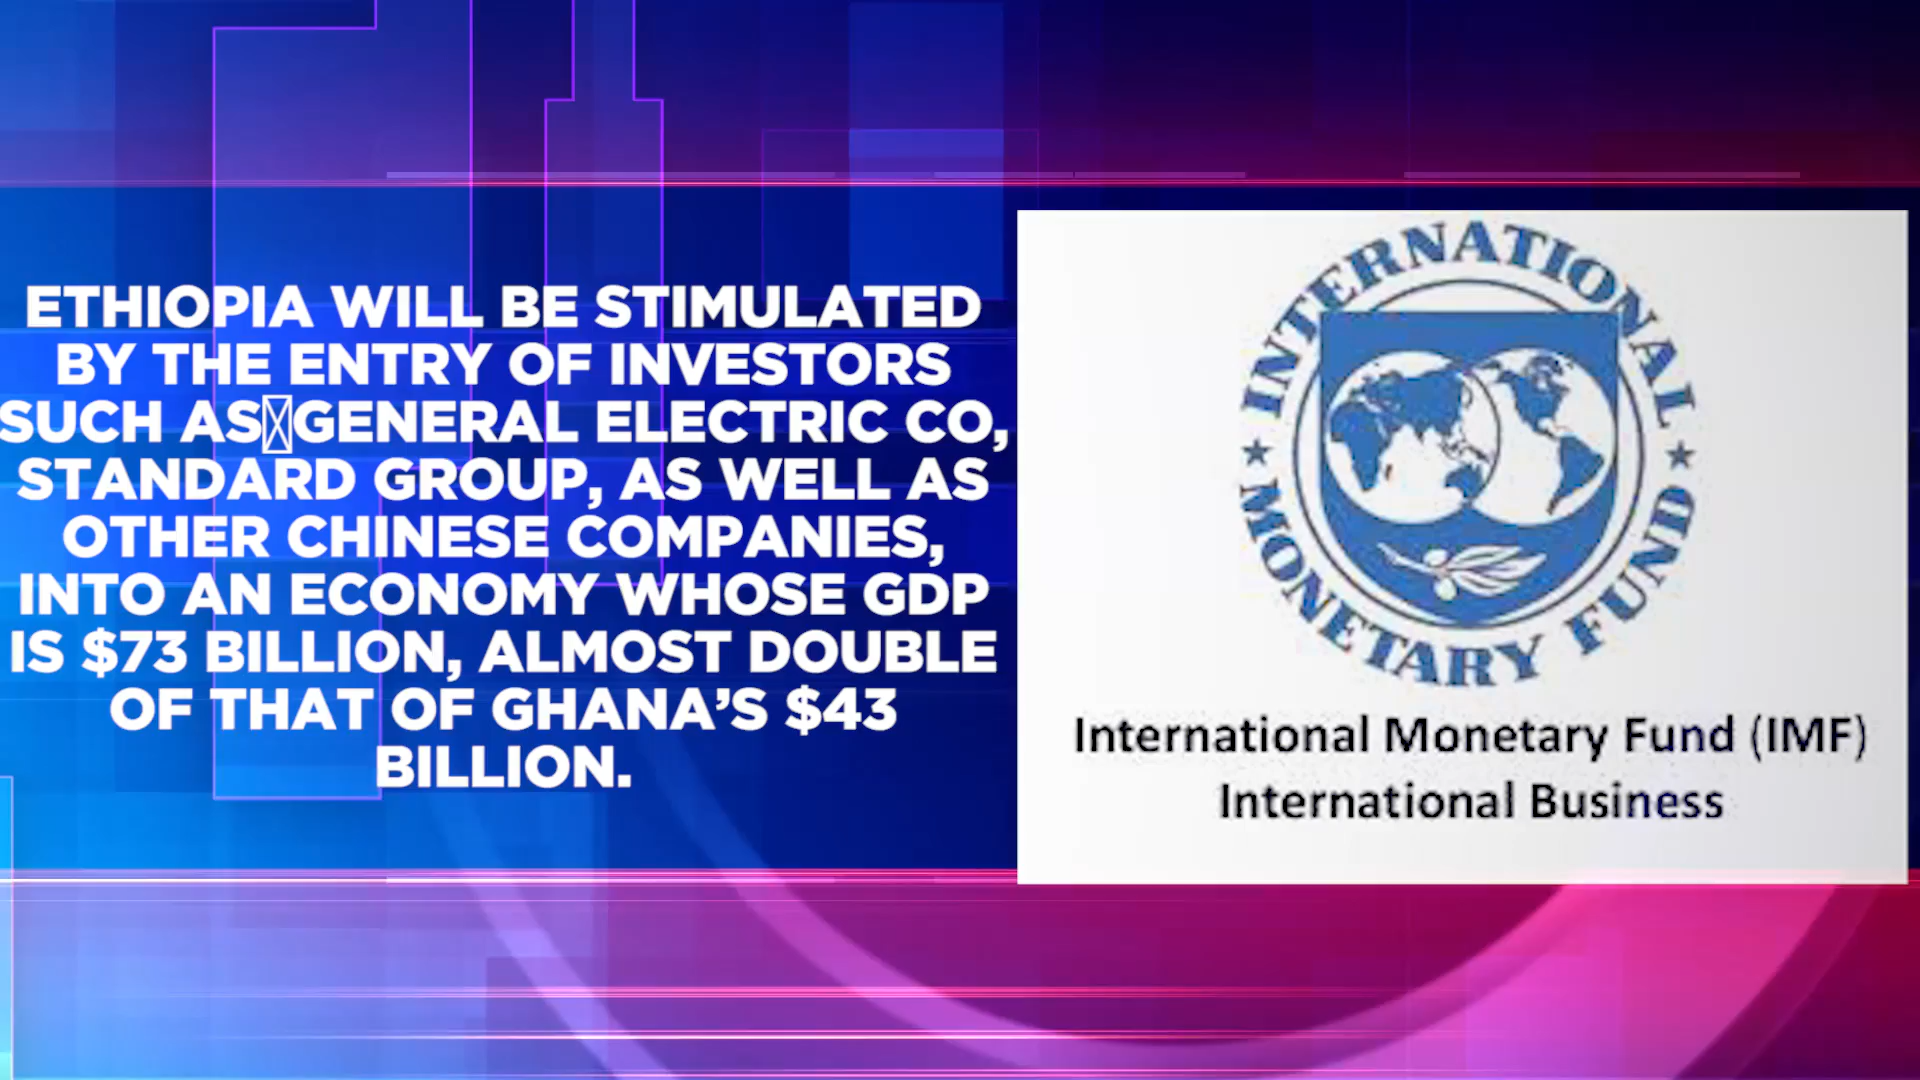 ETHIOPIA WILL BE STIMULATED
BY THE ENTRY OF INVESTORS
SUCH AS GENERAL ELECTRIC CO,
STANDARD GROUP, AS WELL AS
OTHER CHINESE COMPANIES,
INTO AN ECONOMY WHOSE GDP
IS $73 BILLION, ALMOST DOUBLE
OF THAT OF GHANA’S $43
BILLION.
INTERNATIONAL
MONETARY FUND
International Monetary Fund (IMF)
International Business